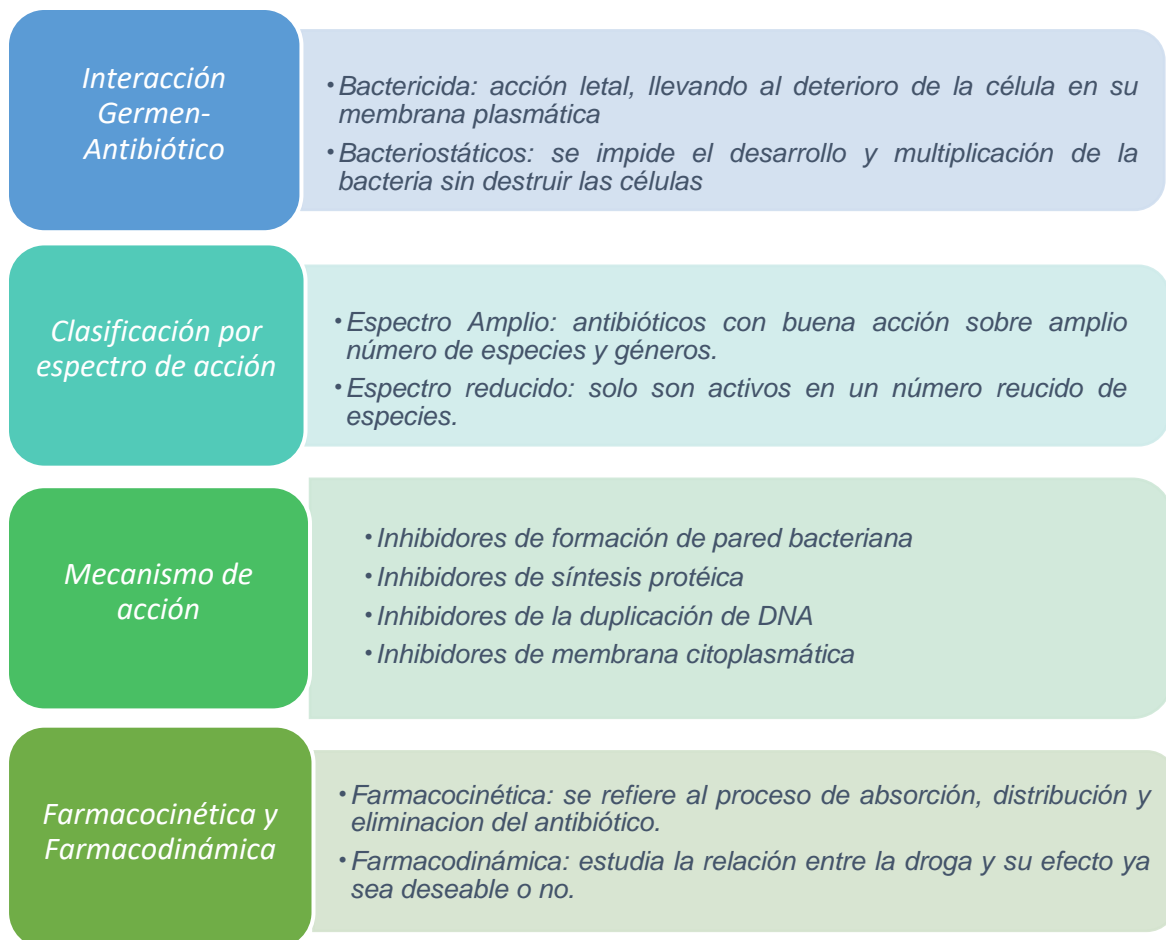 Interacción
Germen-
Antibiótico
• Bactericida: acción letal, llevando al deterioro de la célula en su
membrana plasmática
• Bacteriostáticos: se impide el desarrollo y multiplicación de la
bacteria sin destruir las células
Clasificación por
espectro de acción
• Espectro Amplio: antibióticos con buena acción sobre amplio
número de especies y géneros.
• Espectro reducido: solo son activos en un número reucido de
especies.
Mecanismo de
acción
• Inhibidores de formación de pared bacteriana
• Inhibidores de síntesis protéica
• Inhibidores de la duplicación de DNA
• Inhibidores de membrana citoplasmática
Farmacocinética y
Farmacodinámica
• Farmacocinética: se refiere al proceso de absorción, distribución y
eliminacion del antibiótico.
• Farmacodinámica: estudia la relación entre la droga y su efecto ya
sea deseable o no.